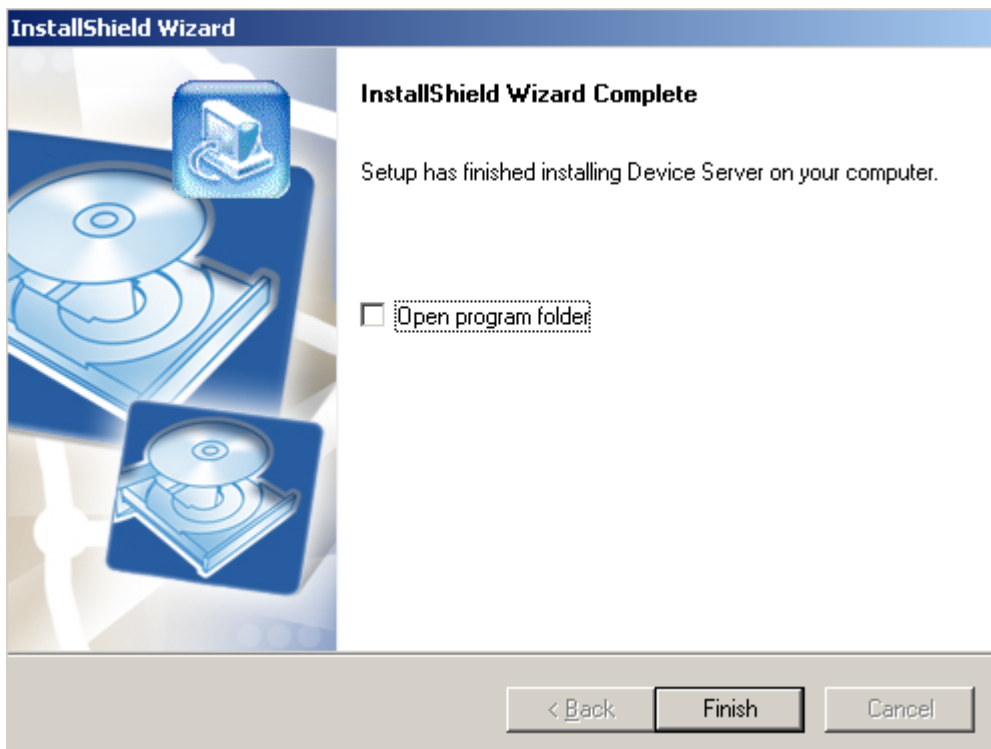 InstallShield Wizard
InstallShield Wizard Complete
Setup has finished installing Device Server on your computer.
Open program folder
< Back
Finish
Cancel